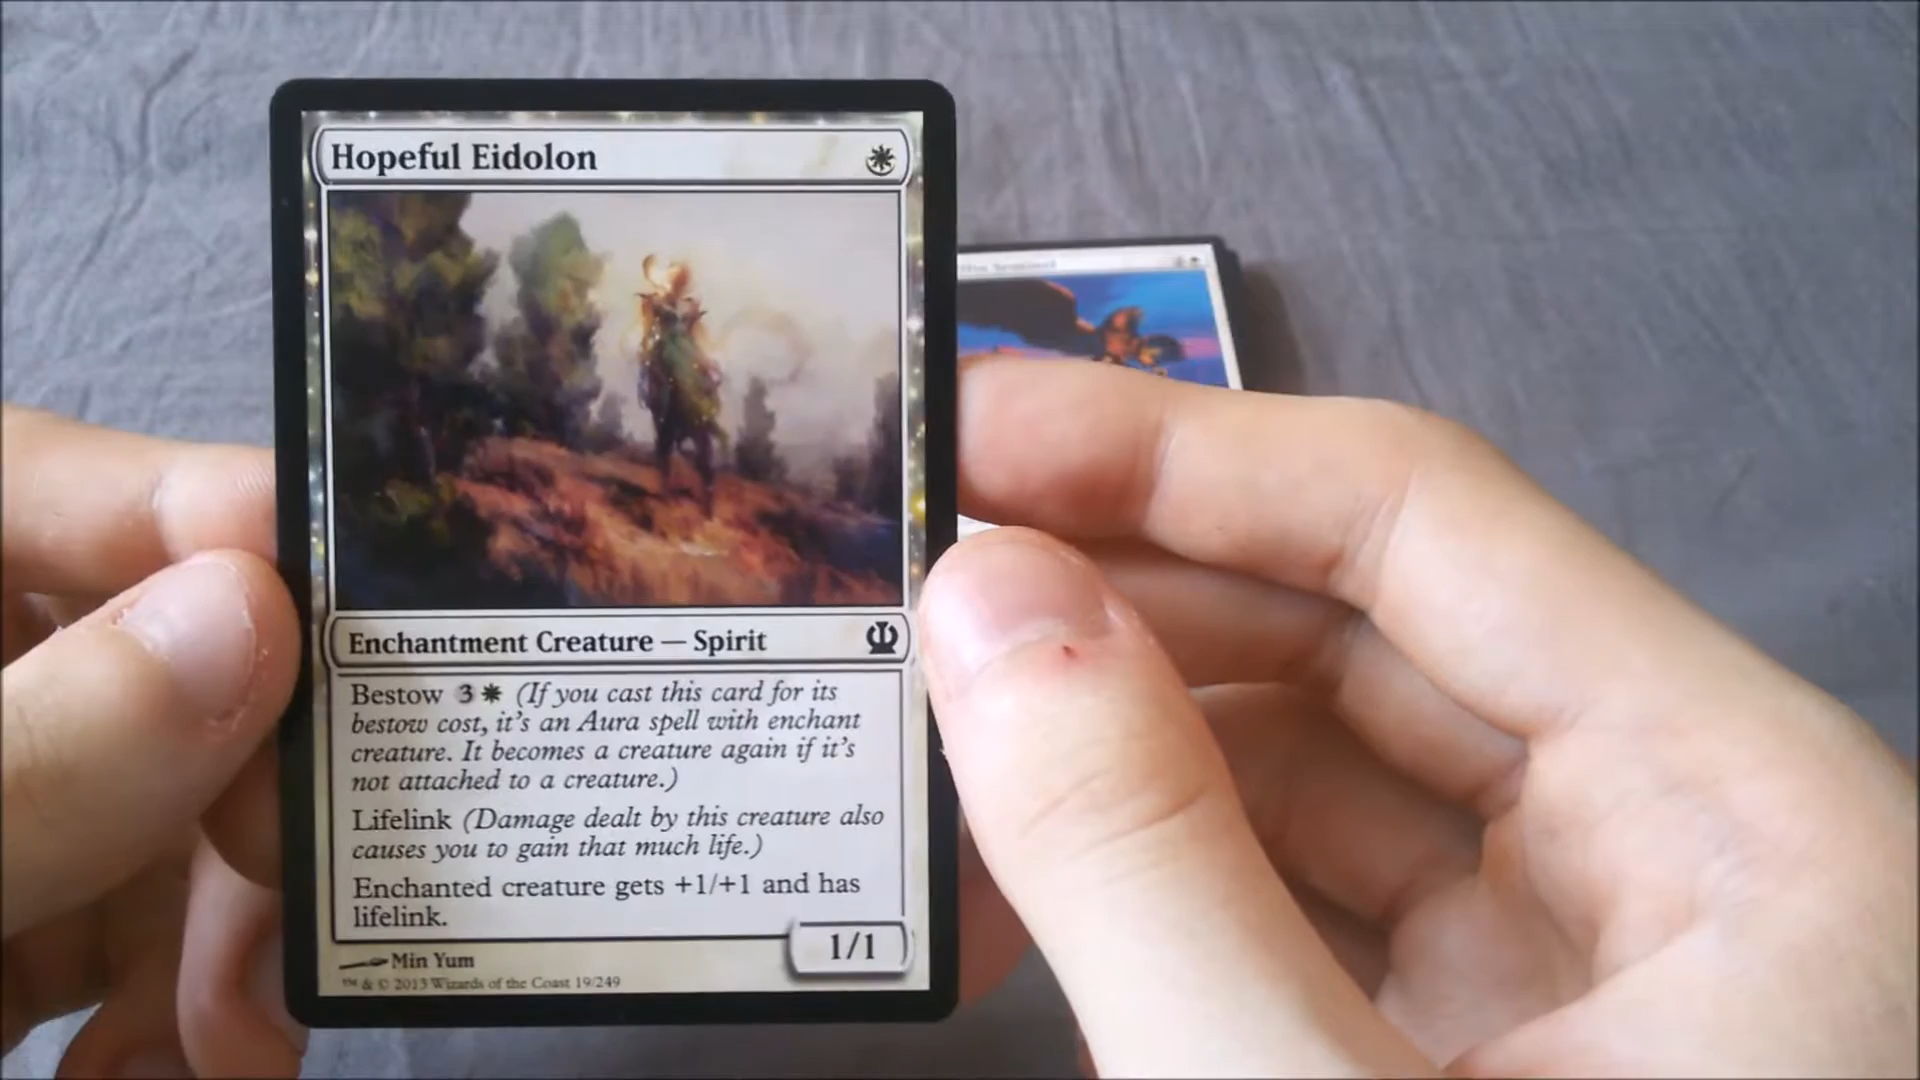 Hopeful Eidolon
Enchantment Creature — Spirit
Bestow 3 (If you cast this card for its
bestow cost, it's an Aura spell with enchant
creature. It becomes a creature again if it's
not attached to a creature.)
Lifelink (Damage dealt by this creature also
causes you to gain that much life.)
Enchanted creature gets +1/+1 and has
lifelink.
1/1
Min Yum
™ & © 2013 Wizards of the Coast 19/249
Sentinel